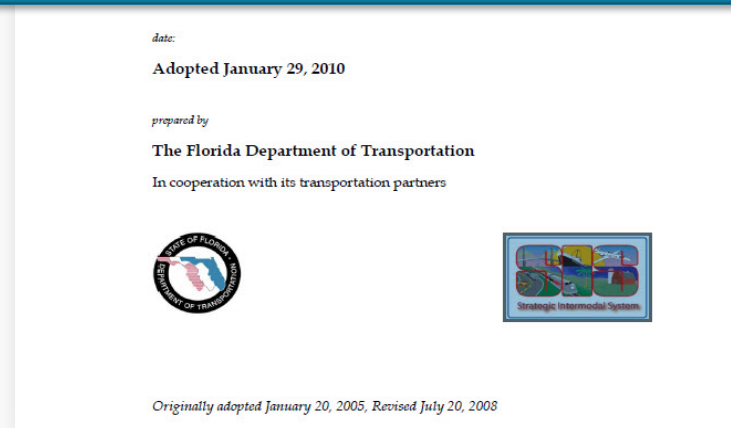 date:
Adopted January 29, 2010
prepared by
The Florida Department of Transportation
In cooperation with its transportation partners
STATE OF FLORIDA
DEPARTMENT OF TRANSPORTATION
SIS
Strategic Intermodal System
Originally adopted January 20, 2005, Revised July 20, 2008